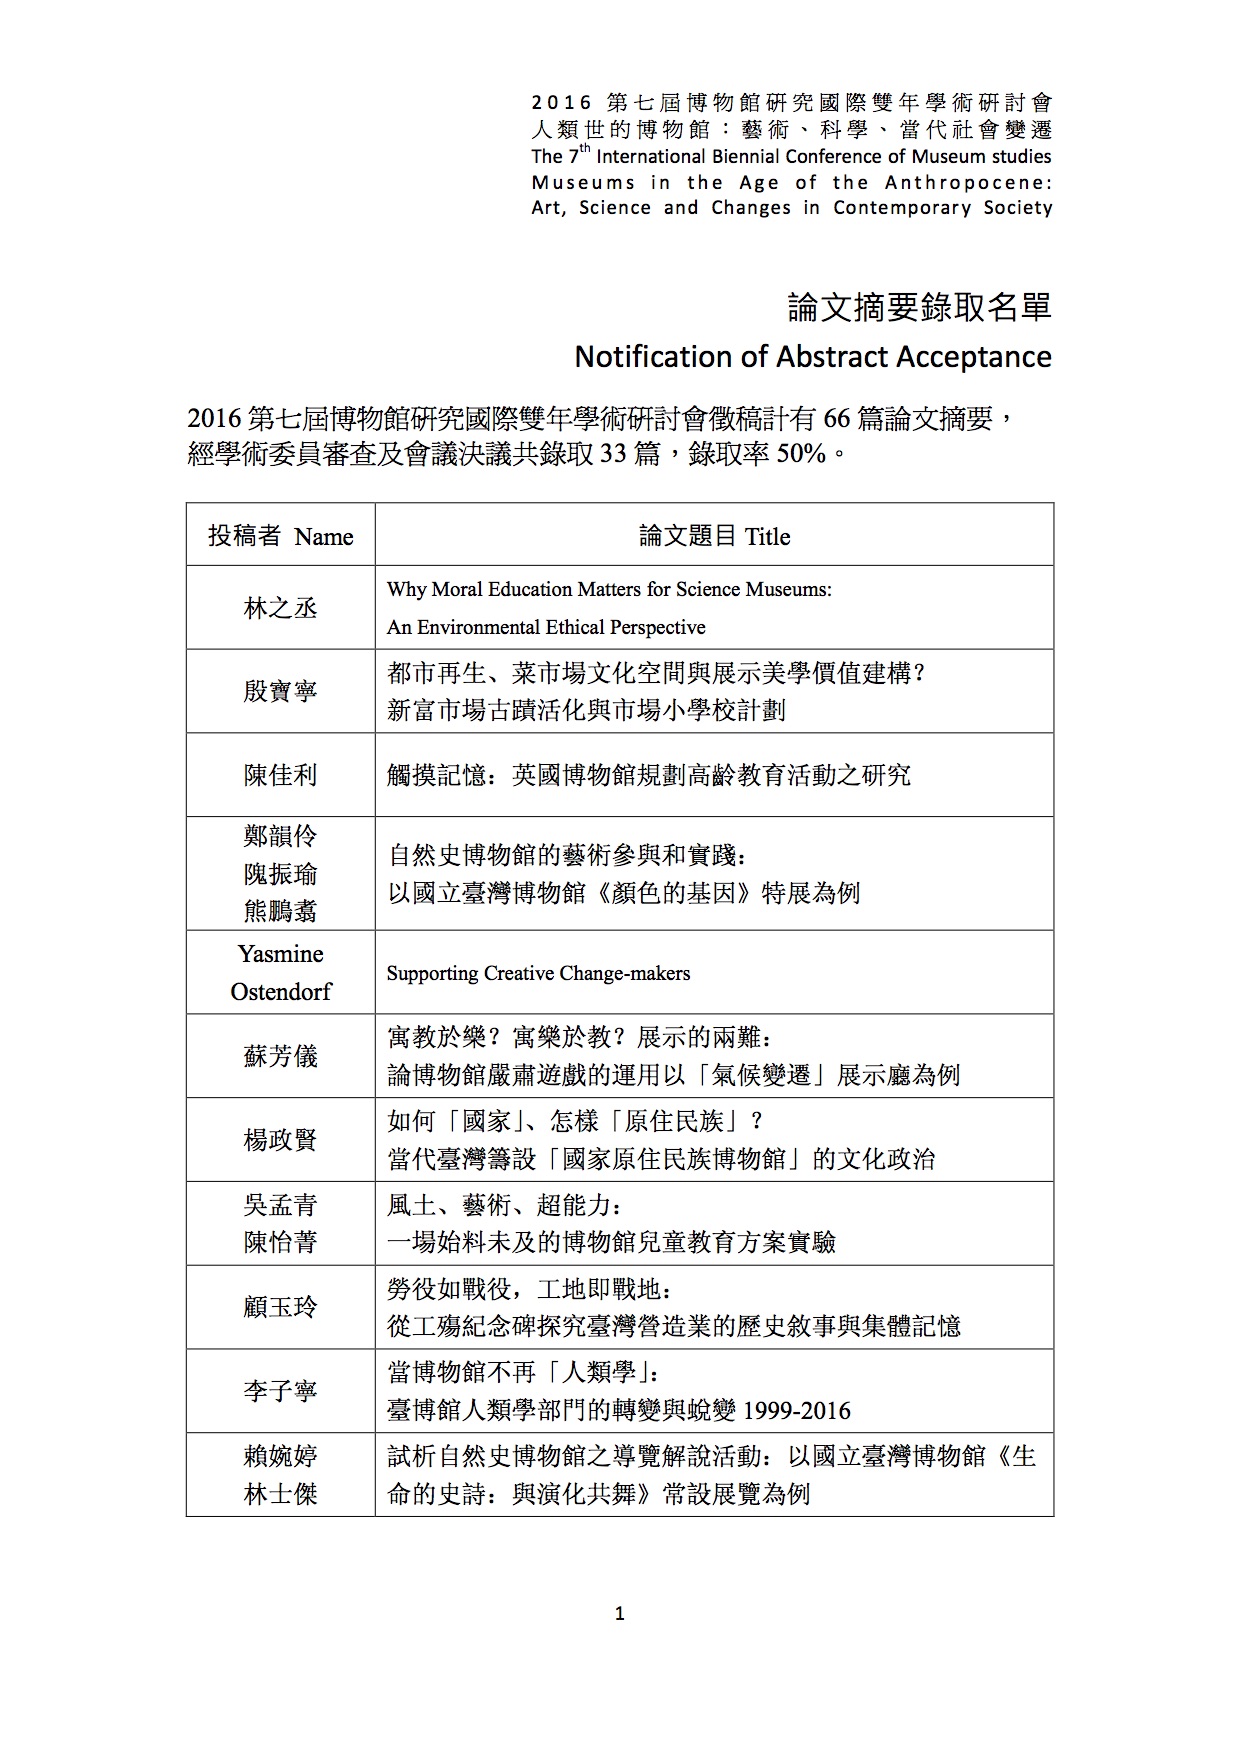 2016 第七屆博物館研究國際雙年學術研討會
人類世的博物館：藝術、科學、當代社會變遷
The 7th International Biennial Conference of Museum studies
Museums in the Age of the Anthropocene:
Art, Science and Changes in Contemporary Society
論文摘要錄取名單
Notification of Abstract Acceptance
2016 第七屆博物館研究國際雙年學術研討會徵稿計有 66 篇論文摘要，
經學術委員審查及會議決議共錄取 33 篇，錄取率 50%。
投稿者 Name
論文題目 Title
林之丞
Why Moral Education Matters for Science Museums:
An Environmental Ethical Perspective
殷寶寧
都市再生、菜市場文化空間與展示美學價值建構？
新富市場古蹟活化與市場小學校計劃
陳佳利
觸摸記憶：英國博物館規劃高齡教育活動之研究
鄭韻伶
隗振瑜
熊鵬翥
自然史博物館的藝術參與和實踐：
以國立臺灣博物館《顏色的基因》特展為例
Yasmine
Ostendorf
Supporting Creative Change-makers
蘇芳儀
寓教於樂？寓樂於教？展示的兩難：
論博物館嚴肅遊戲的運用以「氣候變遷」展示廳為例
楊政賢
如何「國家」、怎樣「原住民族」？
當代臺灣籌設「國家原住民族博物館」的文化政治
吳孟青
陳怡菁
風土、藝術、超能力：
一場始料未及的博物館兒童教育方案實驗
顧玉玲
勞役如戰役，工地即戰地：
從工殤紀念碑探究臺灣營造業的歷史敘事與集體記憶
李子寧
當博物館不再「人類學」：
臺博館人類學部門的轉變與蛻變 1999-2016
賴婉婷
林士傑
試析自然史博物館之導覽解說活動：以國立臺灣博物館《生
命的史詩：與演化共舞》常設展覽為例
1